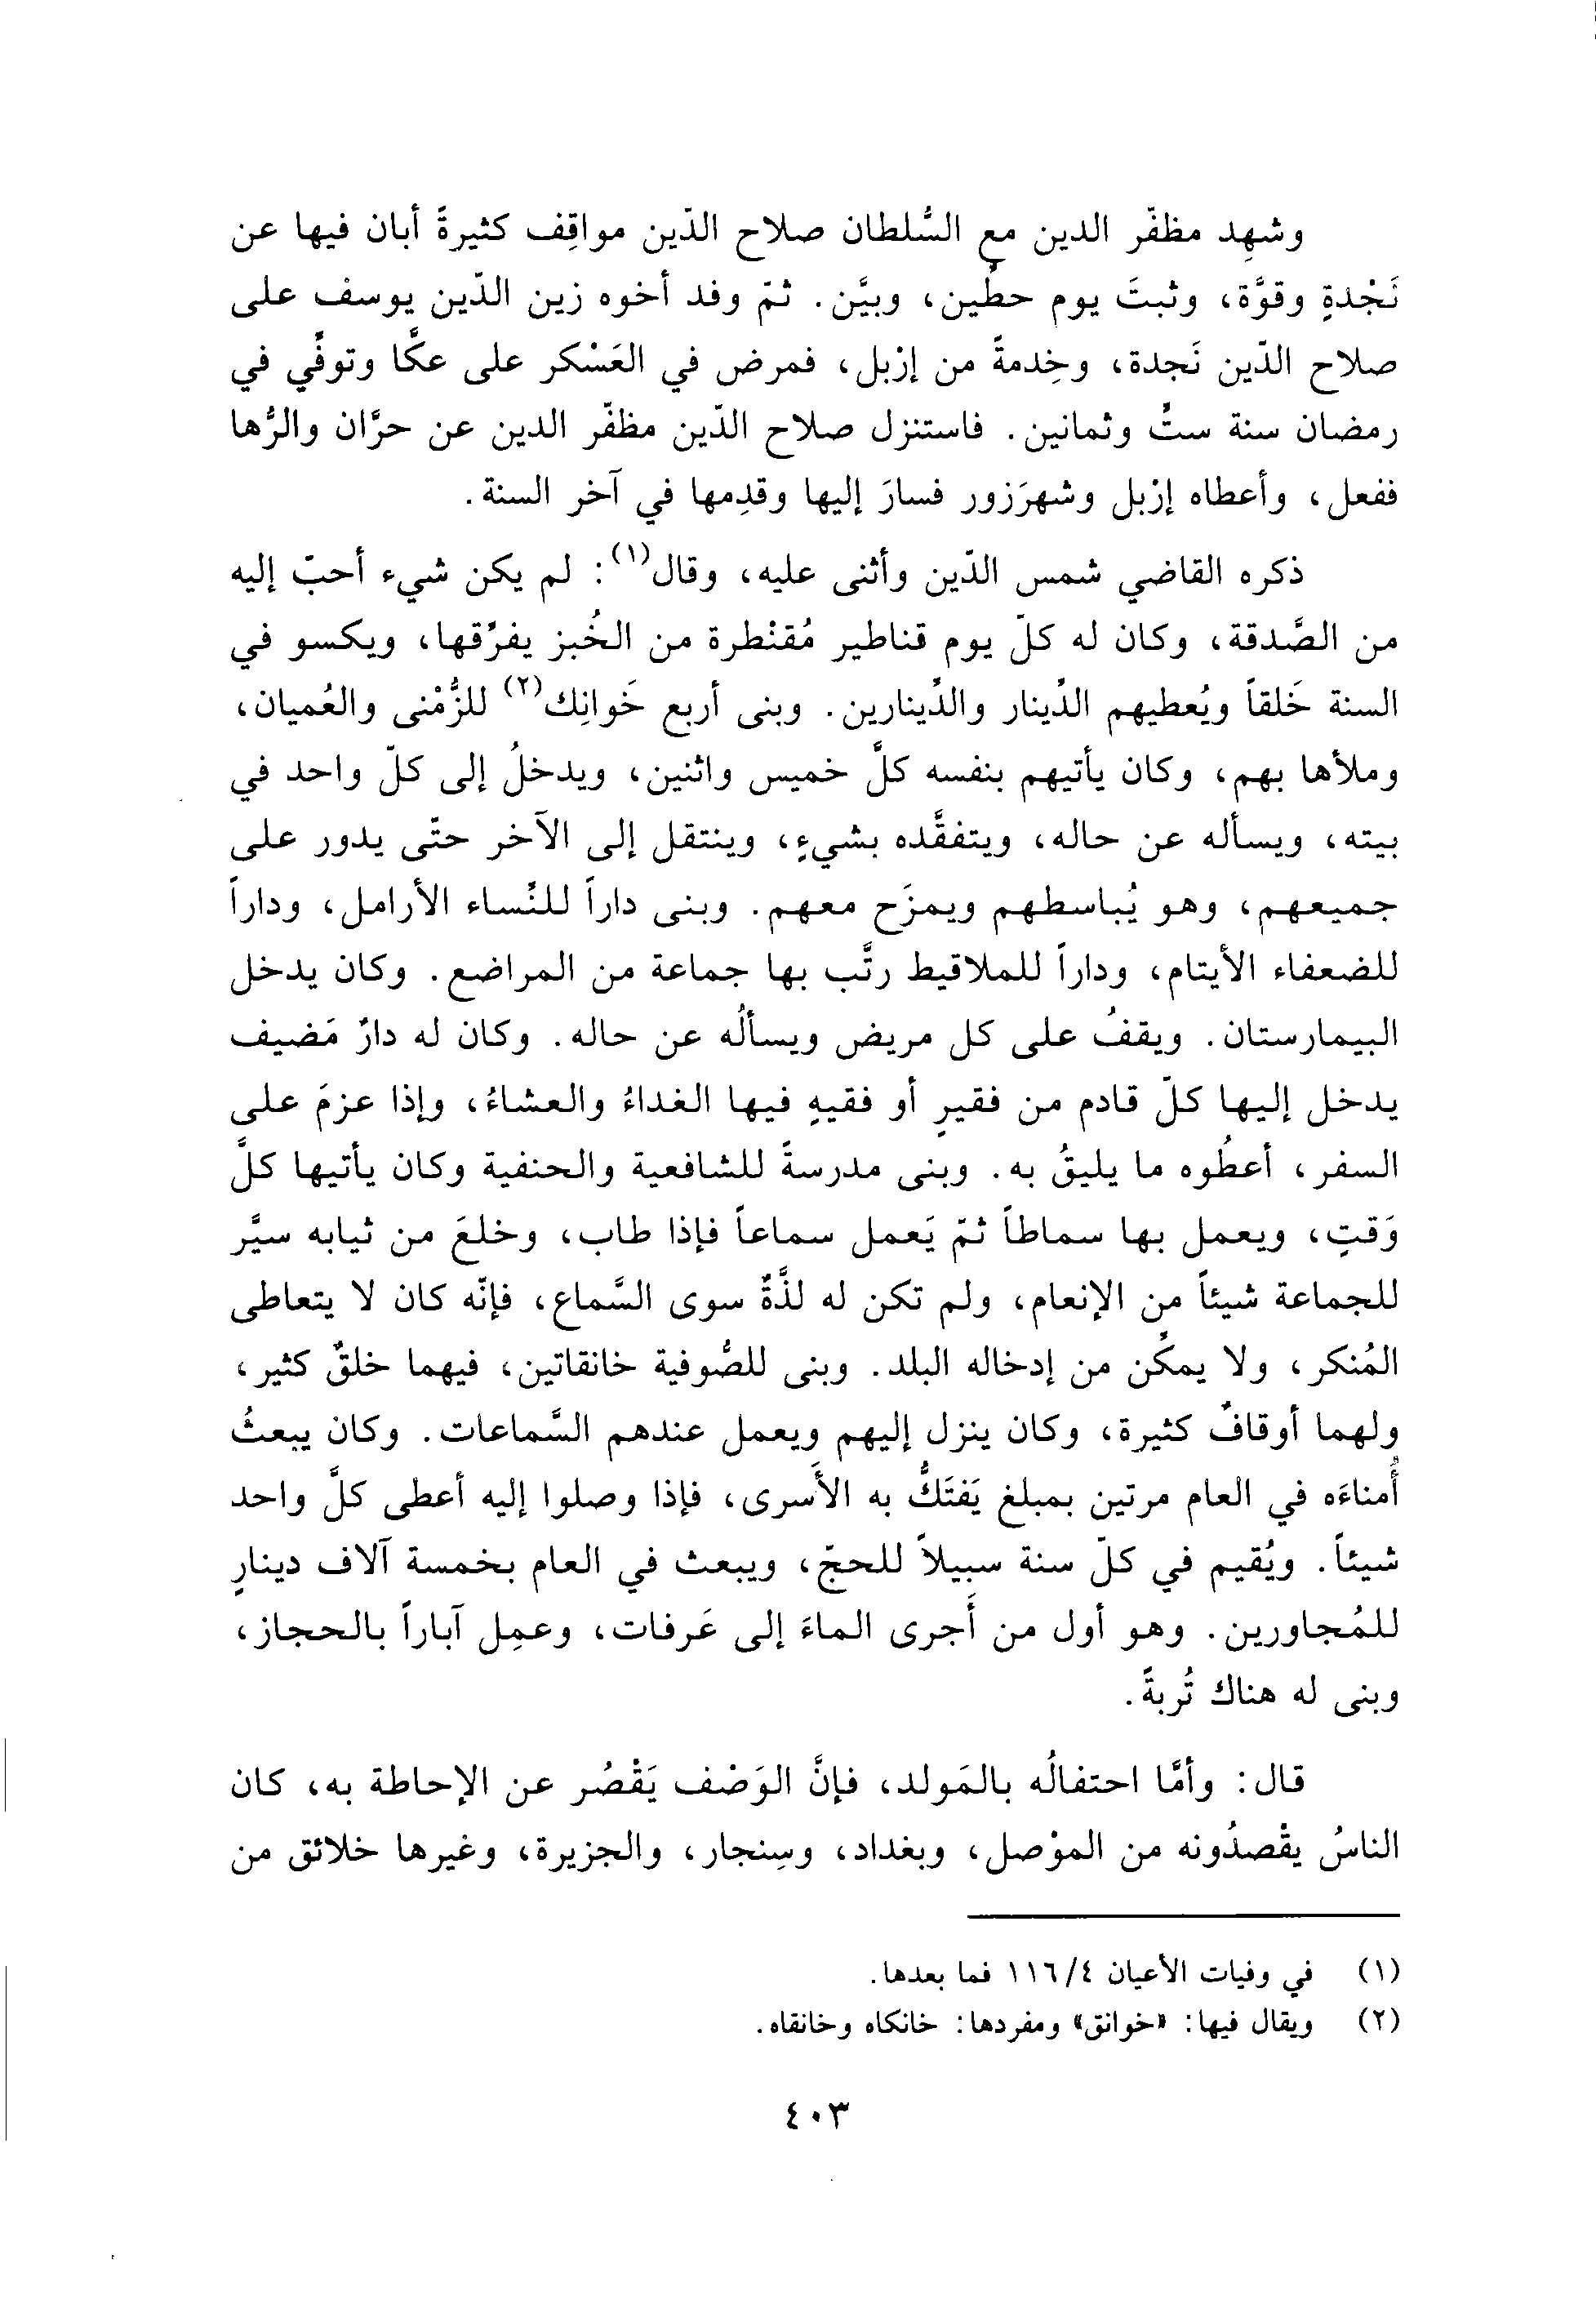 وشهِد مظفّر الدين مع السُّلطان صلاح الدّين مواقِف كثيرةً أبان فيها عن
نَجْدةٍ وقوَّة، وثبتَ يوم حطِّين، وبيَّن. ثمّ وفد أخوه زين الدّين يوسف على
صلاح الدّين نَجدة، وخِدمةً من إرْبل، فمرض في العَسْكر على عكَّا وتوفِّي في
رمضان سنة ستٍّ وثمانين. فاستنزل صلاح الدّين مظفّر الدين عن حرَّان والرُّها
ففعل، وأعطاه إرْبل وشهرَزور فسارَ إليها وقدِمها في آخر السنة.
ذكره القاضي شمس الدّين وأثنى عليه، وقال(١): لم يكن شيء أحبّ إليه
من الصَّدقة، وكان له كلّ يوم قناطير مُقنْطرة من الخُبز يفرِّقها، ويكسو في
السنة خَلقاً ويُعطيهم الدِّينار والدِّينارين. وبنى أربع خَوانِك(٢) للزُّمْنى والعُميان،
وملأها بهم، وكان يأتيهم بنفسه كلَّ خميس واثنين، ويدخلُ إلى كلّ واحد في
بيته، ويسأله عن حاله، ويتفقَّده بشيءٍ، وينتقل إلى الآخر حتّى يدور على
جميعهم، وهو يُباسطهم ويمزَح معهم. وبنى داراً للنِّساء الأرامل، وداراً
للضعفاء الأيتام، وداراً للملاقيط رتَّب بها جماعة من المراضع. وكان يدخل
البيمارستان. ويقفُ على كل مريض ويسألُه عن حاله. وكان له دارٌ مَضيف
يدخل إليها كلّ قادم من فقيرٍ أو فقيهٍ فيها الغداءُ والعشاءُ، وإذا عزمَ على
السفر، أعطُوه ما يليقُ به. وبنى مدرسةً للشافعية والحنفية وكان يأتيها كلَّ
وَقتٍ، ويعمل بها سماطاً ثمّ يَعمل سماعاً فإذا طاب، وخلعَ من ثيابه سيَّر
للجماعة شيئاً من الإنعام، ولم تكن له لذَّةٌ سوى السَّماع، فإنّه كان لا يتعاطى
المُنكر، ولا يمكِّن من إدخاله البلد. وبنى للصُّوفية خانقاتين، فيهما خلقٌ كثير،
ولهما أوقافٌ كثيرة، وكان ينزل إليهم ويعمل عندهم السَّماعات. وكان يبعثُ
أُمناءَه في العام مرتين بمبلغ يَفتَكُّ به الأَسرى، فإذا وصلوا إليه أعطى كلَّ واحد
شيئاً. ويُقيم في كلّ سنة سبيلاً للحجّ، ويبعث في العام بخمسة آلاف دينارٍ
للمُجاورين. وهو أول من أَجرى الماءَ إلى عَرفات، وعمِل آباراً بالحجاز،
وبنى له هناك تُربةً.
قال: وأمَّا احتفالُه بالمَولد، فإنَّ الوَصْف يَقْصُر عن الإحاطة به، كان
الناسُ يقْصدُونه من الموْصل، وبغداد، وسِنجار، والجزيرة، وغيرها خلائق من
(١) في وفيات الأعيان ٤/ ١١٦ فما بعدها.
(٢) ويقال فيها: «خوانق» ومفردها: خانكاه وخانقاه.
٤٠٣